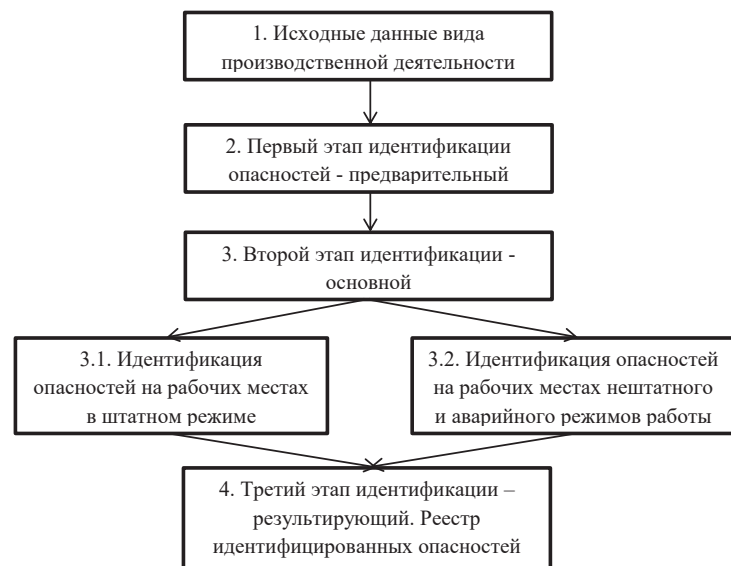 1. Исходные данные вида
производственной деятельности
2. Первый этап идентификации
опасностей - предварительный
3. Второй этап идентификации -
основной
3.1. Идентификация
опасностей на рабочих местах
в штатном режиме
3.2. Идентификация опасностей
на рабочих местах нештатного
и аварийного режимов работы
4. Третий этап идентификации –
результирующий. Реестр
идентифицированных опасностей